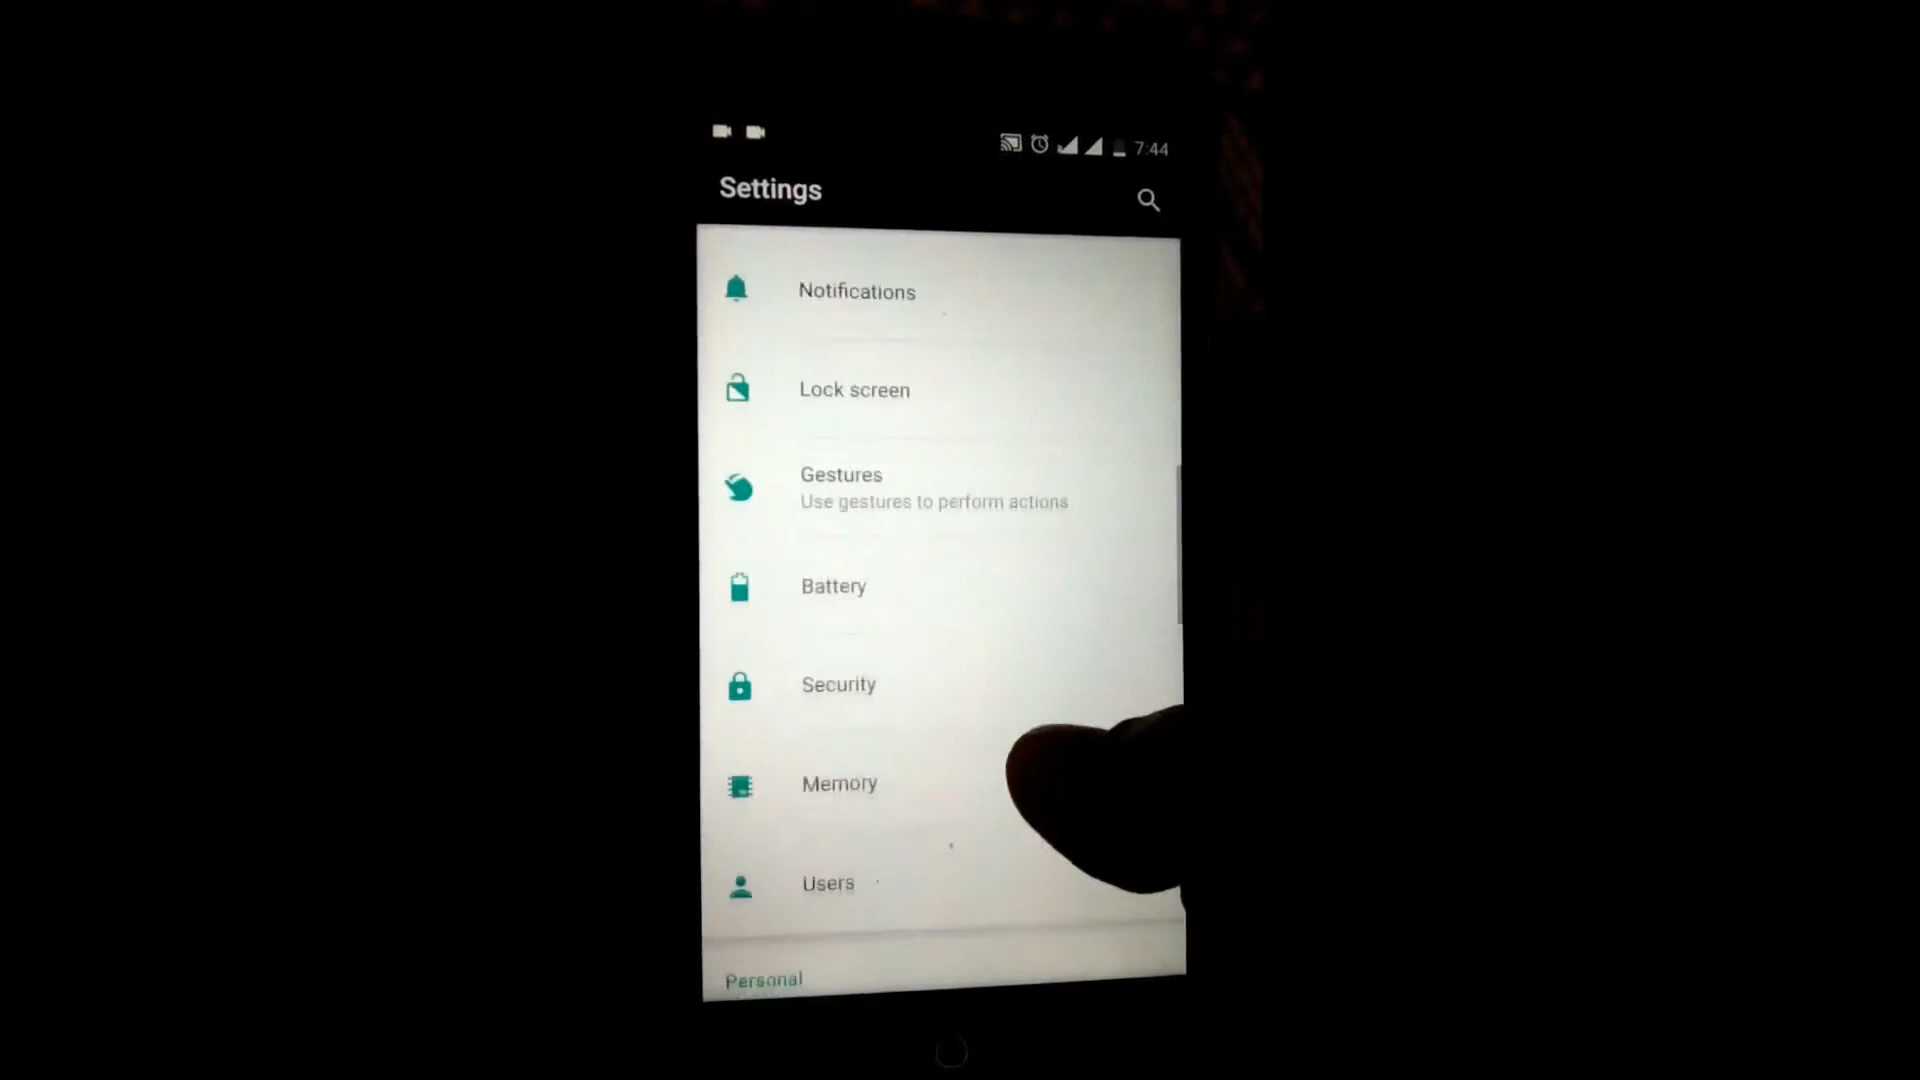 7:44
Settings
Notifications
Lock screen
Gestures
Use gestures to perform actions
Battery
Security
Memory
Users
Personal